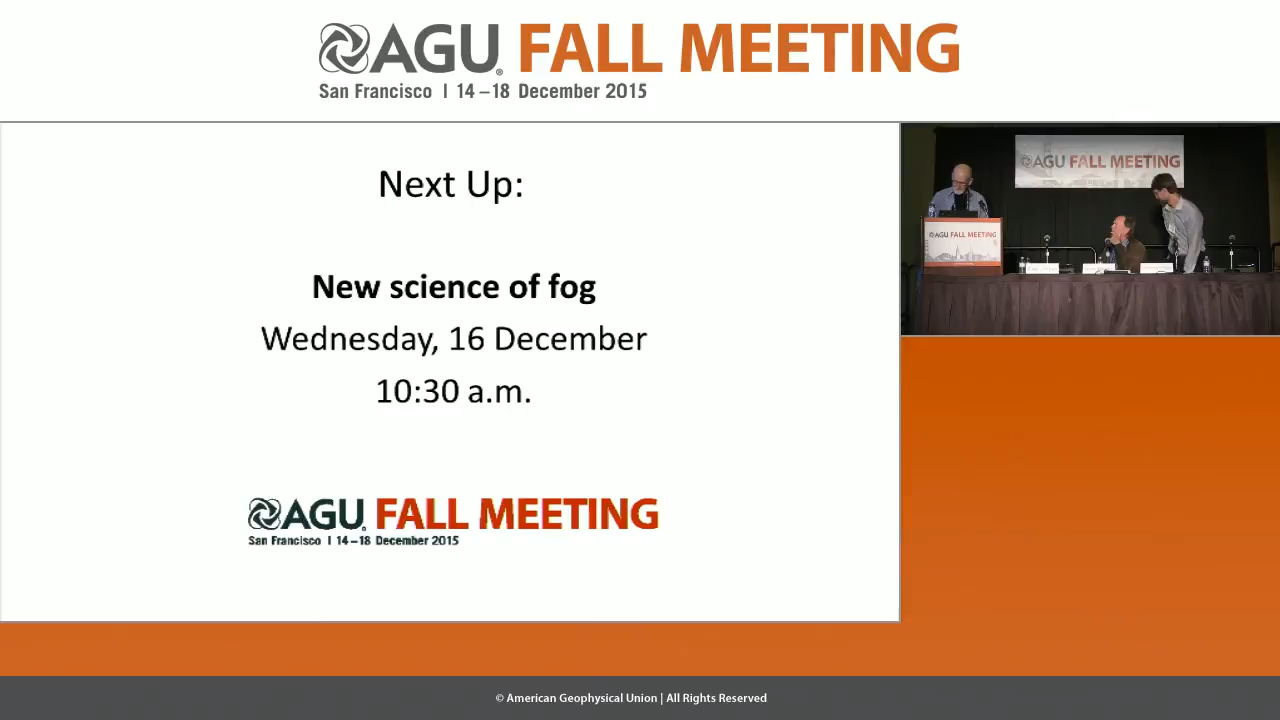 AGU FALL MEETING
San Francisco | 14–18 December 2015
Next Up:
New science of fog
Wednesday, 16 December
10:30 a.m.
AGU FALL MEETING
San Francisco | 14–18 December 2015
AGU FALL MEETING
AGU FALL MEETING
© American Geophysical Union | All Rights Reserved